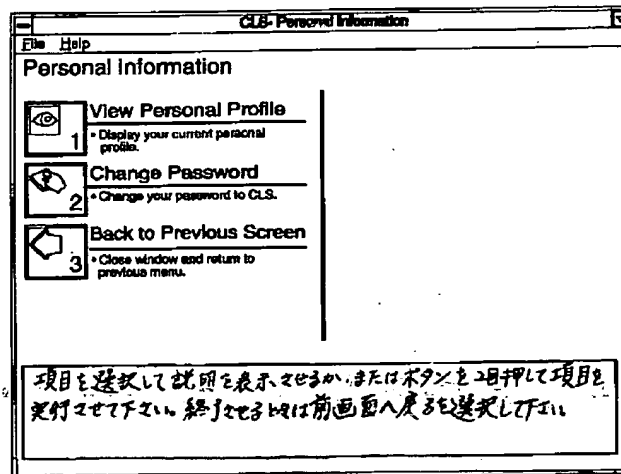 CLS- Personal Information
File Help
Personal Information
View Personal Profile
1
• Display your current personal
profile.
Change Password
2
• Change your password to CLS.
Back to Previous Screen
3
• Close window and return to
previous menu.
項目を選択して説明を表示させるか、またはボタンを2回押して項目を
実行させて下さい。終了させるときは前画面へ戻るを選択して下さい